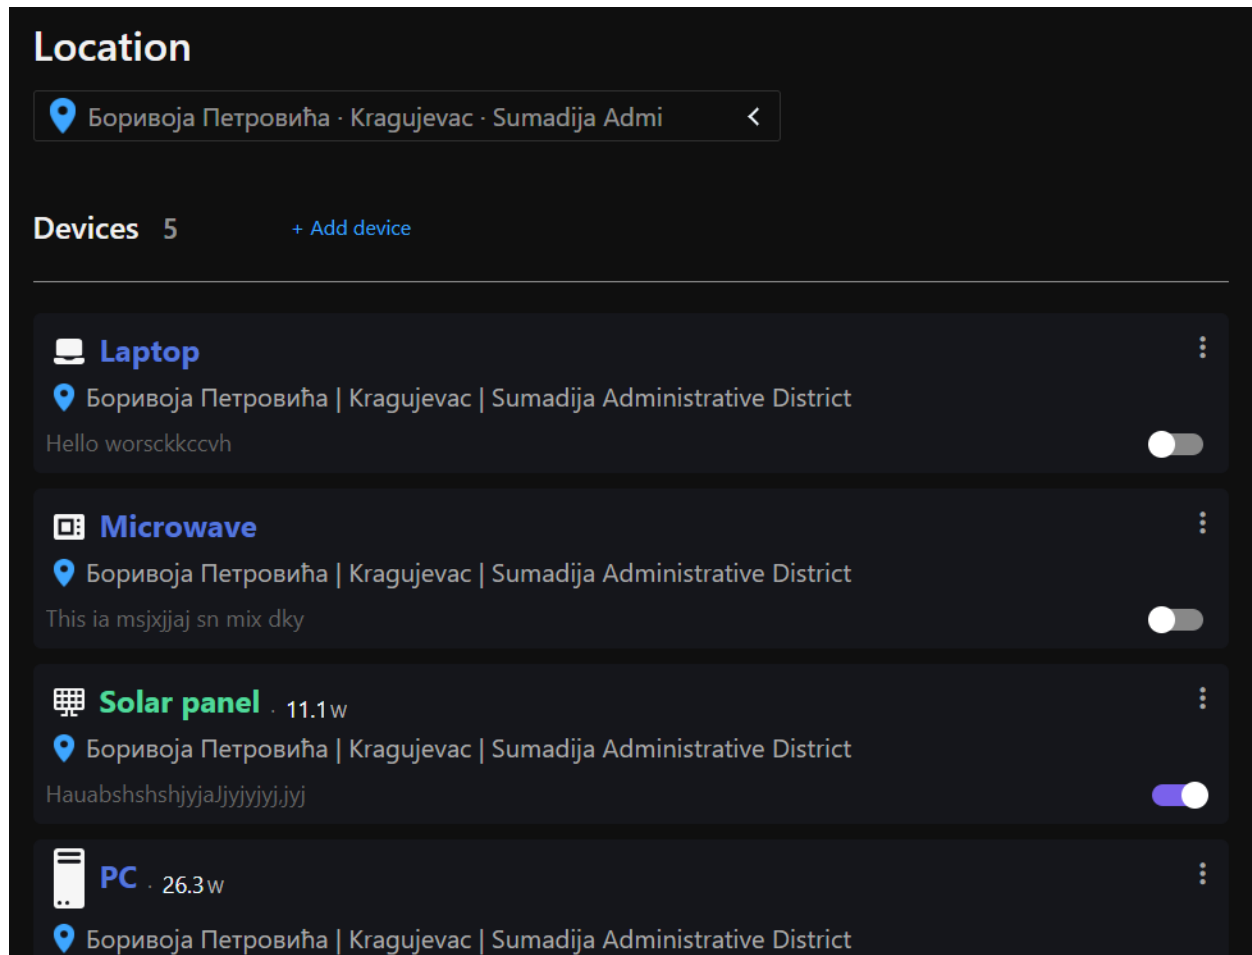 Location
Боривоја Петровића · Kragujevac · Sumadija Admi
Devices 5 + Add device
Laptop
Боривоја Петровића | Kragujevac | Sumadija Administrative District
Hello worsckkccvh
Microwave
Боривоја Петровића | Kragujevac | Sumadija Administrative District
This ia msjxjjaj sn mix dky
Solar panel · 11.1 W
Боривоја Петровића | Kragujevac | Sumadija Administrative District
HauabshshshjyjaJjyjyjyj,jyj
PC · 26.3 W
Боривоја Петровића | Kragujevac | Sumadija Administrative District